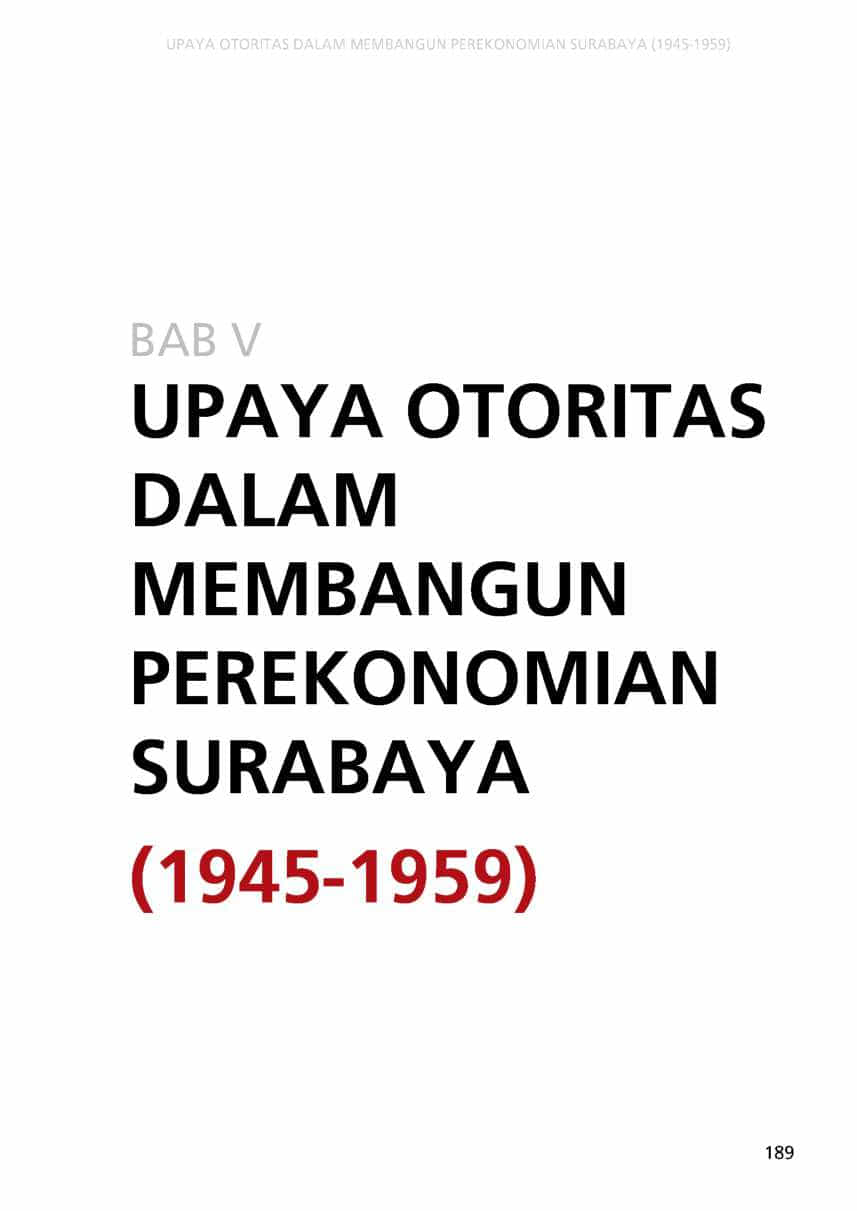 UPAYA OTORITAS DALAM MEMBANGUN PEREKONOMIAN SURABAYA (1945-1959)
BAB V
UPAYA OTORITAS
DALAM
MEMBANGUN
PEREKONOMIAN
SURABAYA
(1945-1959)
189